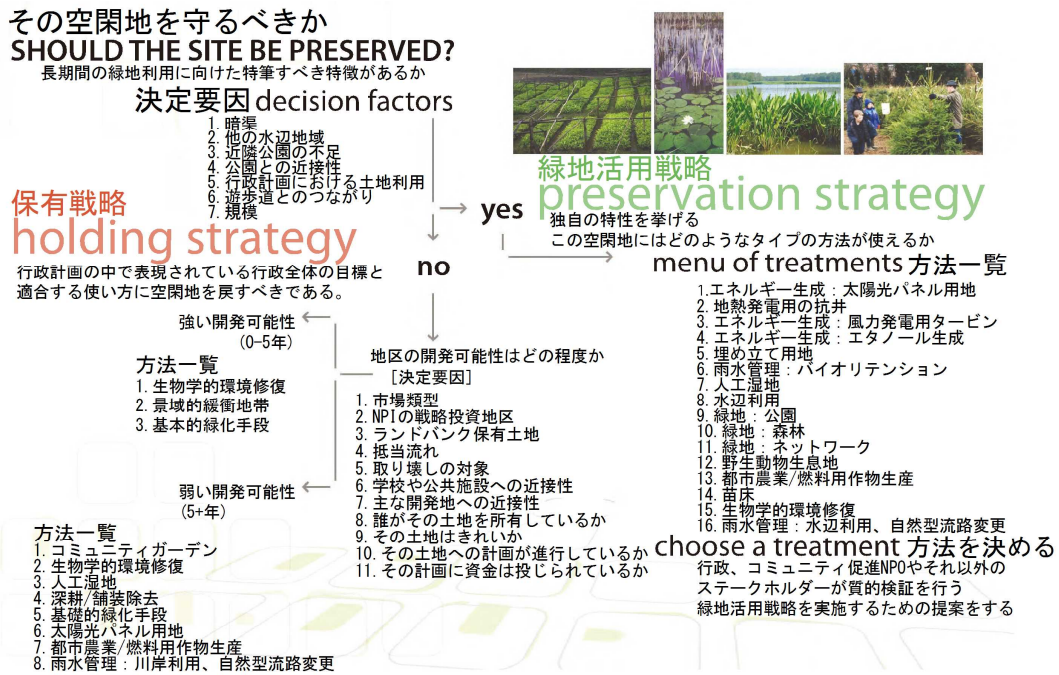 その空閑地を守るべきか
SHOULD THE SITE BE PRESERVED?
長期間の緑地利用に向けた特筆すべき特徴があるか
決定要因 decision factors
1. 暗渠
2. 他の水辺地域
3. 近隣公園の不足
4. 公園との近接性
5. 行政計画における土地利用
6. 遊歩道とのつながり
7. 規模
yes
no
緑地活用戦略
preservation strategy
独自の特性を挙げる
この空閑地にはどのようなタイプの方法が使えるか
menu of treatments 方法一覧
1.エネルギー生成：太陽光パネル用地
2. 地熱発電用の抗井
3. エネルギー生成：風力発電用タービン
4. エネルギー生成：エタノール生成
5. 埋め立て用地
6. 雨水管理：バイオリテンション
7. 人工湿地
8. 水辺利用
9. 緑地：公園
10. 緑地：森林
11. 緑地：ネットワーク
12. 野生動物生息地
13. 都市農業/燃料用作物生産
14. 苗床
15. 生物学的環境修復
16. 雨水管理：水辺利用、自然型流路変更
choose a treatment 方法を決める
行政、コミュニティ促進NPOやそれ以外の
ステークホルダーが質的検証を行う
緑地活用戦略を実施するための提案をする
保有戦略
holding strategy
行政計画の中で表現されている行政全体の目標と
適合する使い方に空閑地を戻すべきである。
地区の開発可能性はどの程度か
［決定要因］
1. 市場類型
2. NPIの戦略投資地区
3. ランドバンク保有土地
4. 抵当流れ
5. 取り壊しの対象
6. 学校や公共施設への近接性
7. 主な開発地への近接性
8. 誰がその土地を所有しているか
9. その土地はきれいか
10. その土地への計画が進行しているか
11. その計画に資金は投じられているか
強い開発可能性
(0-5年)
方法一覧
1. 生物学的環境修復
2. 景域的緩衝地帯
3. 基本的緑化手段
弱い開発可能性
(5+年)
方法一覧
1. コミュニティガーデン
2. 生物学的環境修復
3. 人工湿地
4. 深耕/舗装除去
5. 基礎的緑化手段
6. 太陽光パネル用地
7. 都市農業/燃料用作物生産
8. 雨水管理：川岸利用、自然型流路変更